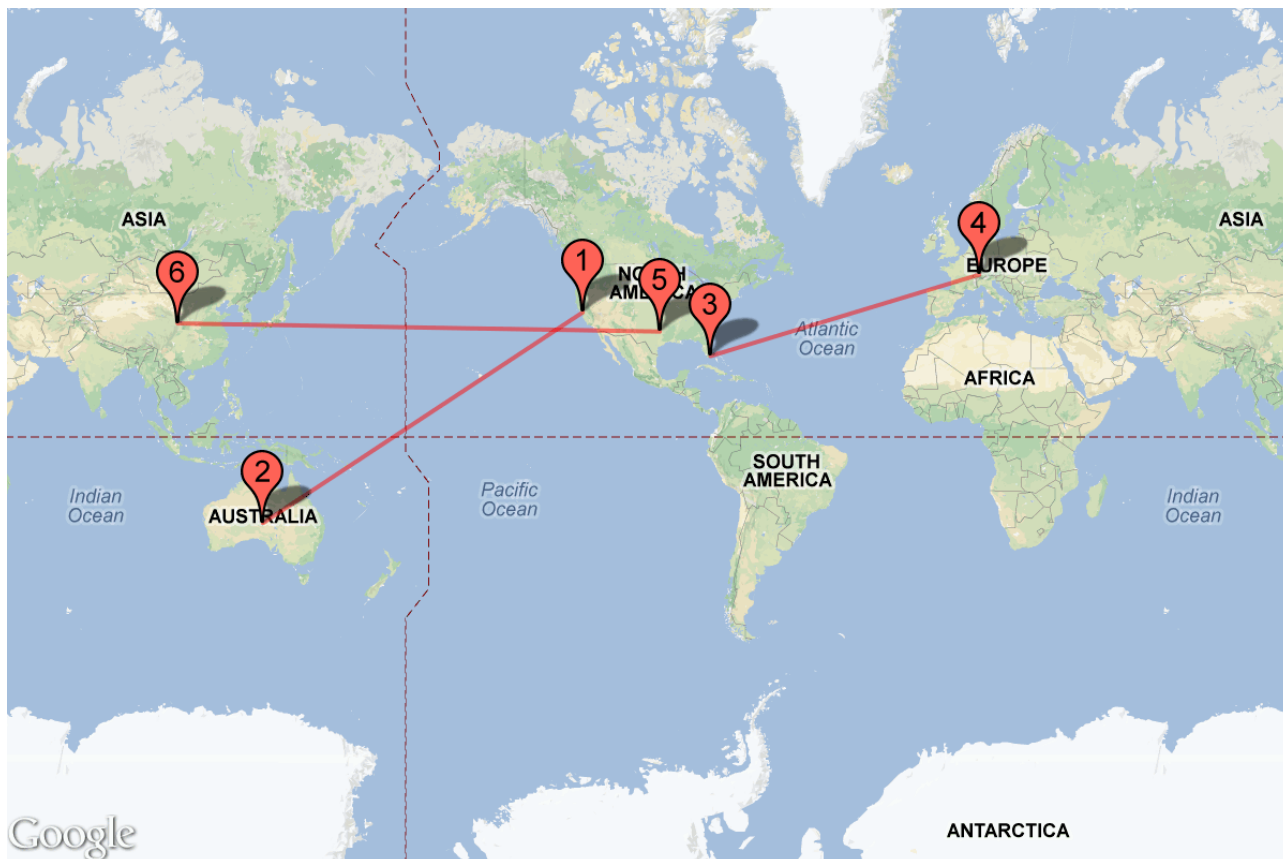 ASIA
ASIA
4
1
EUROPE
6
NORTH
5
AMERICA
3
Atlantic
Ocean
AFRICA
2
SOUTH
AMERICA
Indian
Ocean
AUSTRALIA
Pacific
Ocean
Indian
Ocean
Google
ANTARCTICA